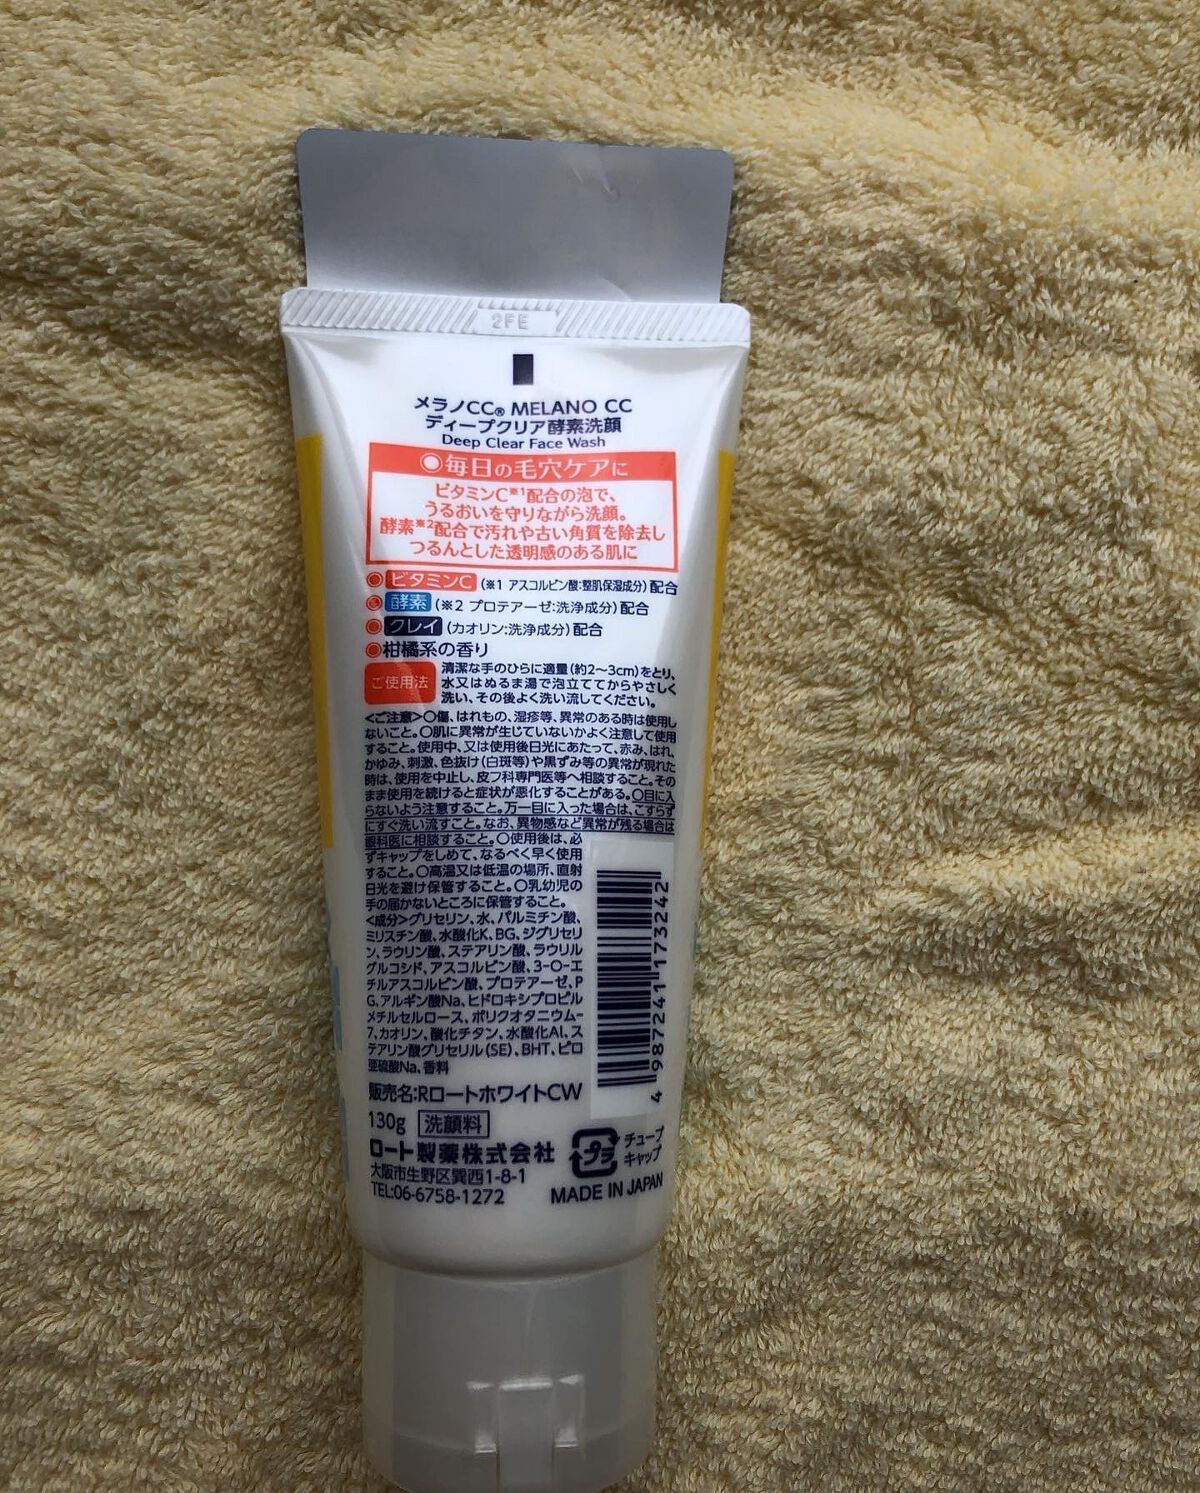 2FE
メラノCC® MELANO CC
ディープクリア酵素洗顔
Deep Clear Face Wash
◉毎日の毛穴ケアに
ビタミンC※1配合の泡で、
うるおいを守りながら洗顔。
酵素※2配合で汚れや古い角質を除去し
つるんとした透明感のある肌に
◉ビタミンC(※1 アスコルビン酸:整肌保湿成分)配合
◉酵素(※2 プロテアーゼ:洗浄成分)配合
◉クレイ(カオリン:洗浄成分)配合
◉柑橘系の香り
ご使用法
清潔な手のひらに適量(約2~3cm)をとり、
水又はぬるま湯で泡立ててからやさしく
洗い、その後よく洗い流してください。
<ご注意>○傷、はれもの、湿疹等、異常のある時は使用し
ないこと。○肌に異常が生じていないかよく注意して使用
すること。使用中、又は使用後日光にあたって、赤み、はれ、
かゆみ、刺激、色抜け(白斑等)や黒ずみ等の異常が現れた
時は、使用を中止し、皮フ科専門医等へ相談すること。その
まま使用を続けると症状が悪化することがある。○目に入
らないよう注意すること。万一目に入った場合は、こすらず
にすぐ洗い流すこと。なお、異物感など異常が残る場合は
眼科医に相談すること。○使用後は、必
ずキャップをしめて、なるべく早く使用
すること。○高温又は低温の場所、直射
日光を避け保管すること。○乳幼児の
手の届かないところに保管すること。
<成分>グリセリン、水、パルミチン酸、
ミリスチン酸、水酸化K、BG、ジグリセリ
ン、ラウリン酸、ステアリン酸、ラウリル
グルコシド、アスコルビン酸、3-O-エ
チルアスコルビン酸、プロテアーゼ、P
G、アルギン酸Na、ヒドロキシプロピル
メチルセルロース、ポリクオタニウム-
7、カオリン、酸化チタン、水酸化Al、ス
テアリン酸グリセリル(SE)、BHT、ピロ
亜硫酸Na、香料
4 987241 173242
販売名:RロートホワイトCW
130g 洗顔料
ロート製薬株式会社
大阪市生野区巽西1-8-1
TEL:06-6758-1272
プラ
チューブ
キャップ
MADE IN JAPAN